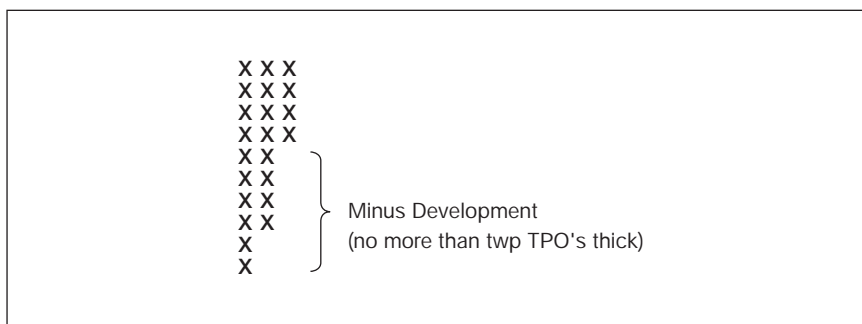 X X X
X X X
X X X
X X X
X X
X X
X X
X X
X
X
Minus Development
(no more than twp TPO's thick)